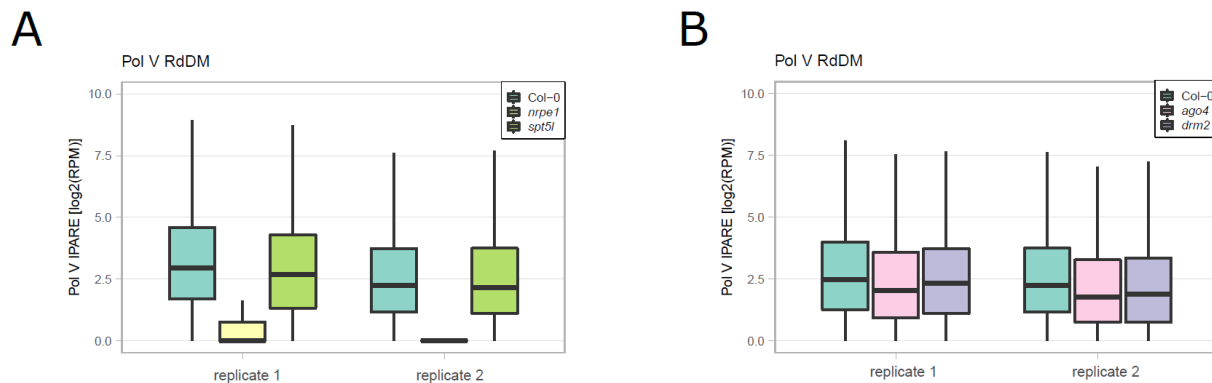 A
Pol V RdDM
Pol V IPARE [log2(RPM)]
10.0
7.5
5.0
2.5
0.0
Col−0
nrpe1
spt5l
replicate 1
replicate 2
B
Pol V RdDM
Pol V IPARE [log2(RPM)]
10.0
7.5
5.0
2.5
0.0
Col−0
ago4
drm2
replicate 1
replicate 2